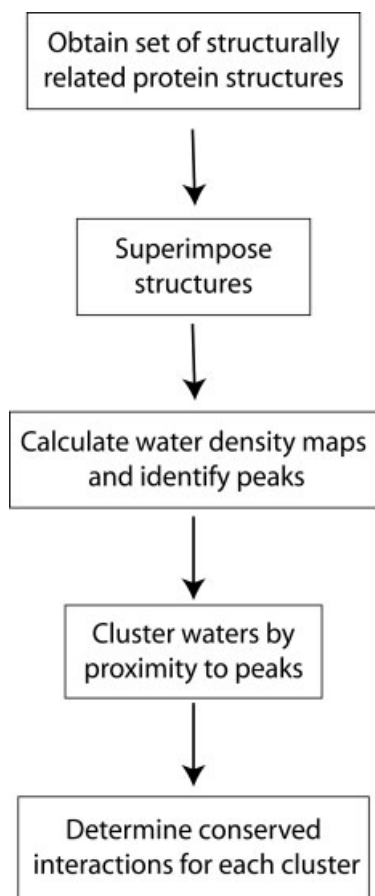 Obtain set of structurally
related protein structures
Superimpose
structures
Calculate water density maps
and identify peaks
Cluster waters by
proximity to peaks
Determine conserved
interactions for each cluster